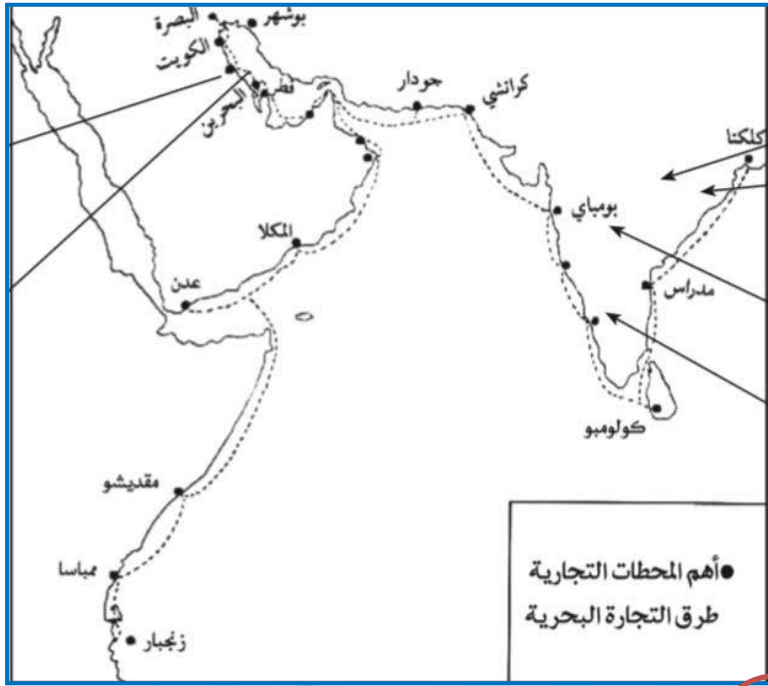 البصرة
بوشهر
الكويت
قطر
البحرين
جودار
كرانشي
كلكتا
بومباي
المكلا
عدن
مدراس
كولومبو
مقديشو
ممباسا
زنجبار
أهم المحطات التجارية
طرق التجارة البحرية